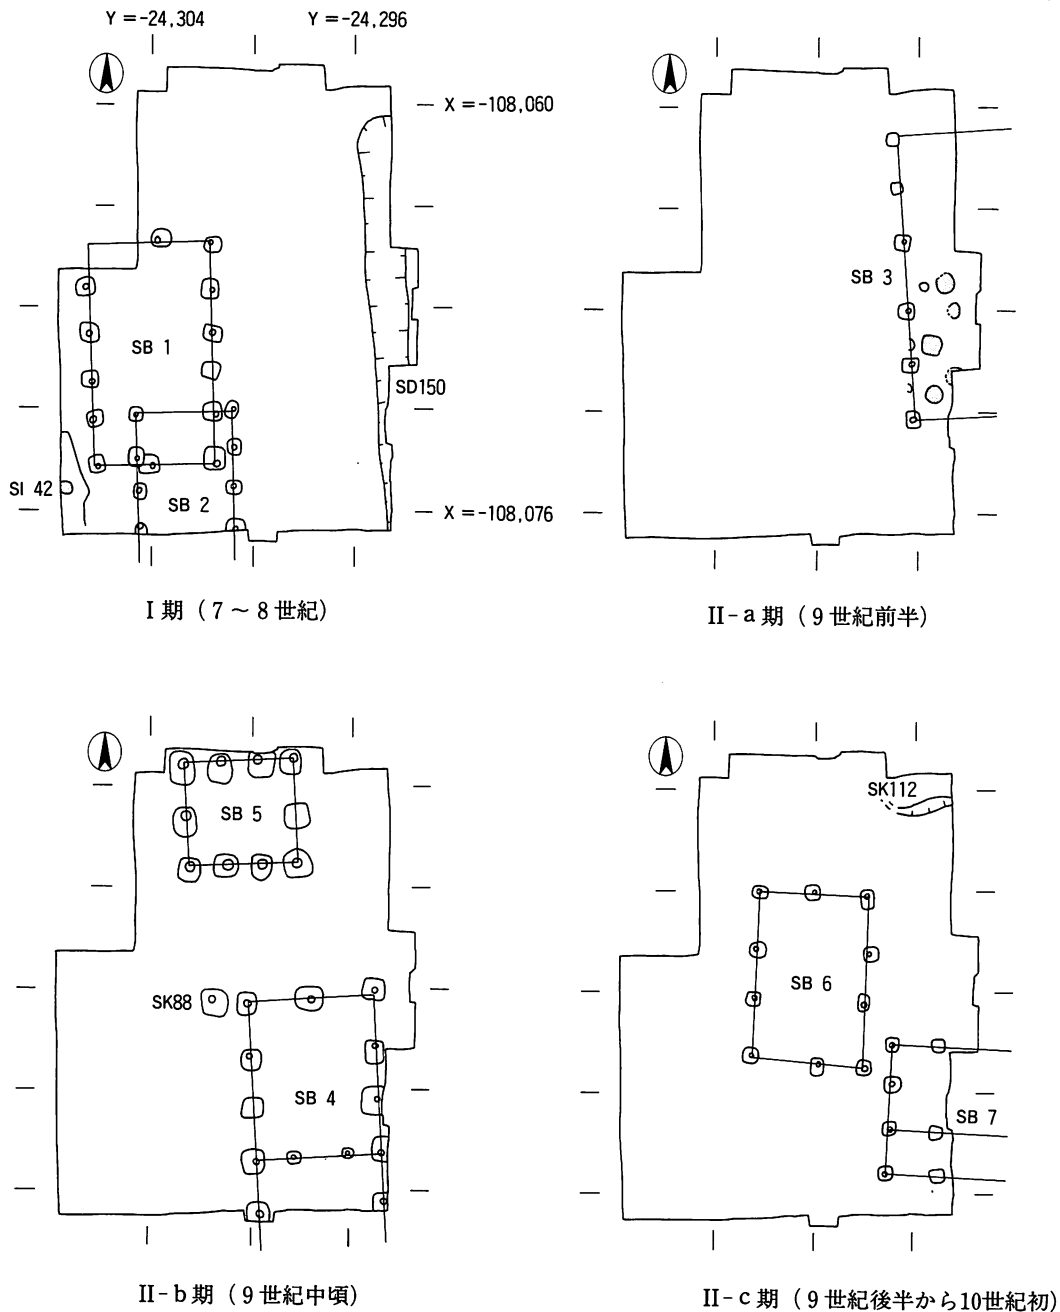 Y =-24,304
Y =-24,296
X =-108,060
SB 1
SD150
SI 42
SB 2
X =-108,076
I 期 (7～8世紀)
SB 3
II-a 期 (9世紀前半)
SB 5
SK88
SB 4
II-b 期 (9世紀中頃)
SK112
SB 6
SB 7
II-c 期 (9世紀後半から10世紀初)